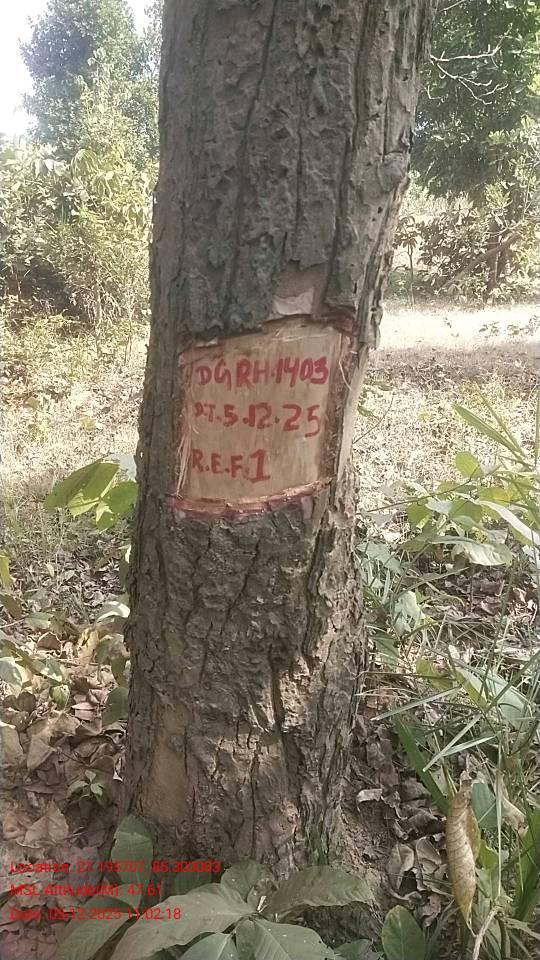 DGRH.1403
DT.5.12.25
R.E.F.1
Location: 27.195707, 85.303083
MSL Altitude(M): 47.61
Date: 05-12-2025 11:02:18